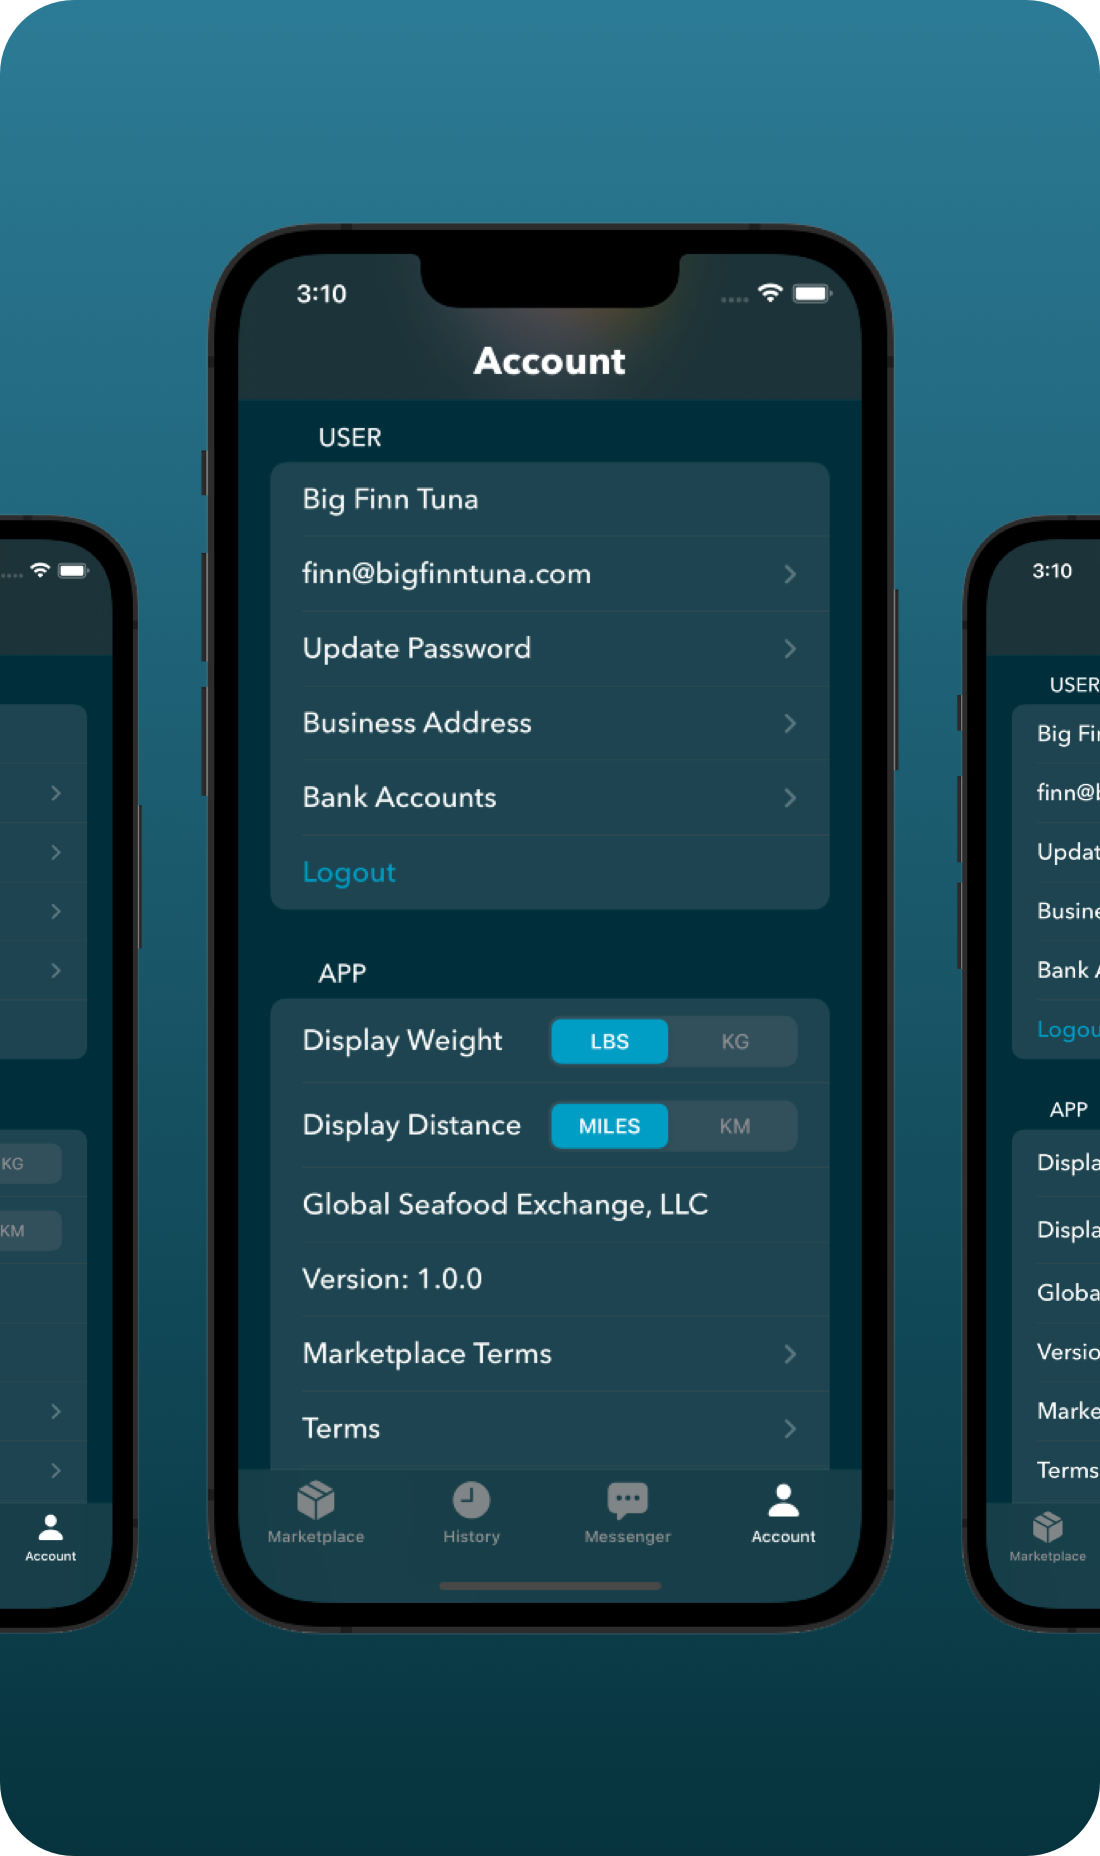 3:10
Account
USER
Big Finn Tuna
finn@bigfinntuna.com
Update Password
Business Address
Bank Accounts
Logout
APP
Display Weight LBS KG
Display Distance MILES KM
Global Seafood Exchange, LLC
Version: 1.0.0
Marketplace Terms
Terms
Marketplace History Messenger Account
KG
KM
Account
3:10
USER
Big Fi
finn@b
Updat
Busine
Bank A
Logou
APP
Displa
Displa
Globa
Versio
Marke
Terms
Marketplace